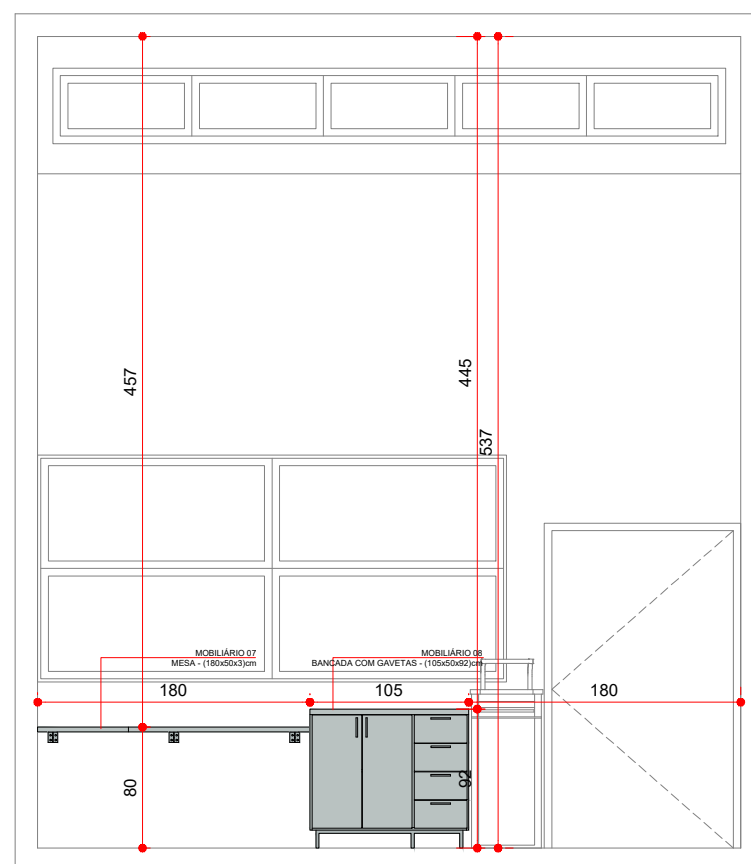 457
445
537
MOBILIÁRIO 07
MESA - (180x50x3)cm
MOBILIÁRIO 08
BANCADA COM GAVETAS - (105x50x92)cm
180
105
180
80
92